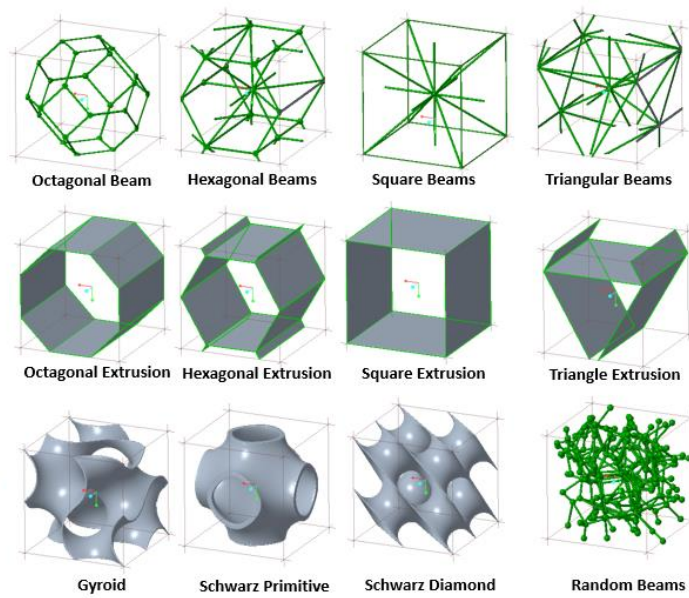 Octagonal Beam
Hexagonal Beams
Square Beams
Triangular Beams
Octagonal Extrusion
Hexagonal Extrusion
Square Extrusion
Triangle Extrusion
Gyroid
Schwarz Primitive
Schwarz Diamond
Random Beams